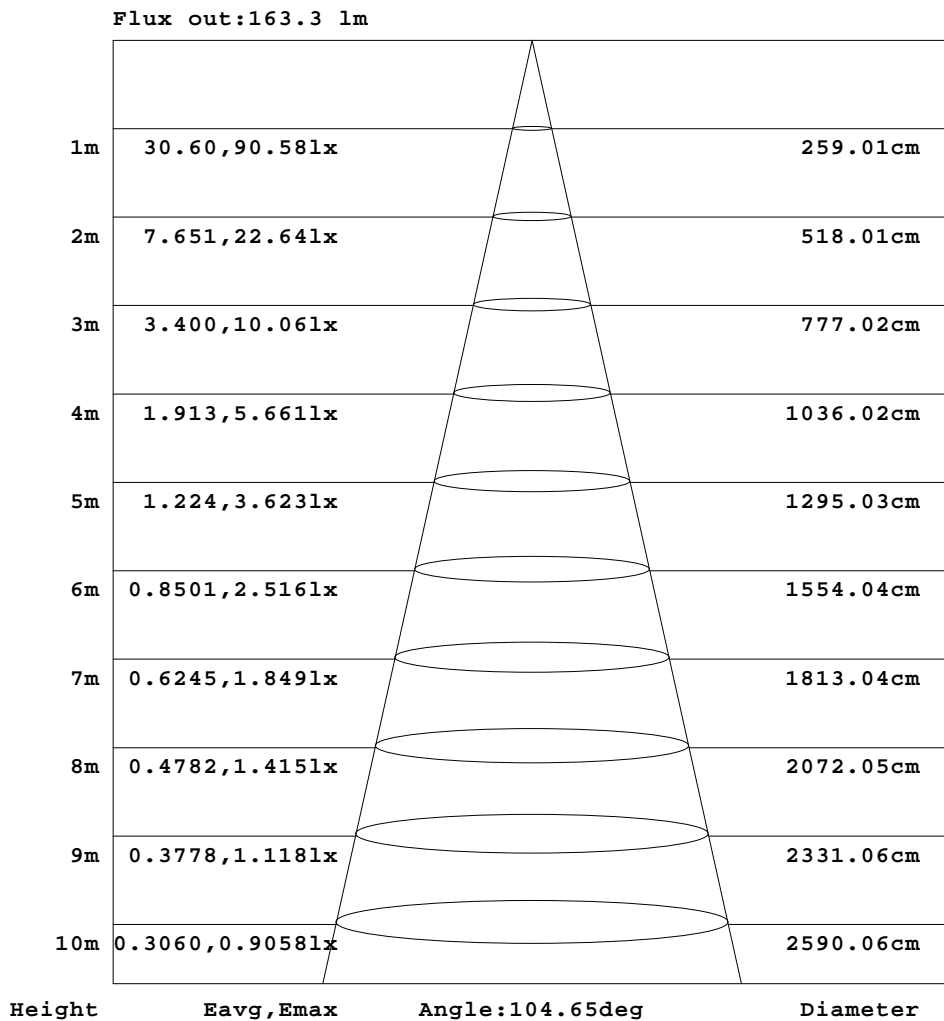 Flux out:163.3 lm
1m 30.60,90.58lx 259.01cm
2m 7.651,22.64lx 518.01cm
3m 3.400,10.06lx 777.02cm
4m 1.913,5.661lx 1036.02cm
5m 1.224,3.623lx 1295.03cm
6m 0.8501,2.516lx 1554.04cm
7m 0.6245,1.849lx 1813.04cm
8m 0.4782,1.415lx 2072.05cm
9m 0.3778,1.118lx 2331.06cm
10m 0.3060,0.9058lx 2590.06cm
Height Eavg,Emax Angle:104.65deg Diameter